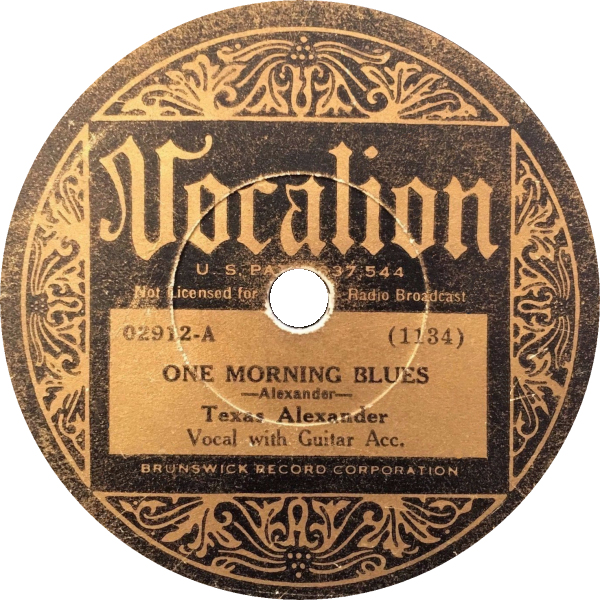 Vocalion
U. S. PA 37,544
Not Licensed for Radio Broadcast
02912-A (1134)
ONE MORNING BLUES
—Alexander—
Texas Alexander
Vocal with Guitar Acc.
BRUNSWICK RECORD CORPORATION